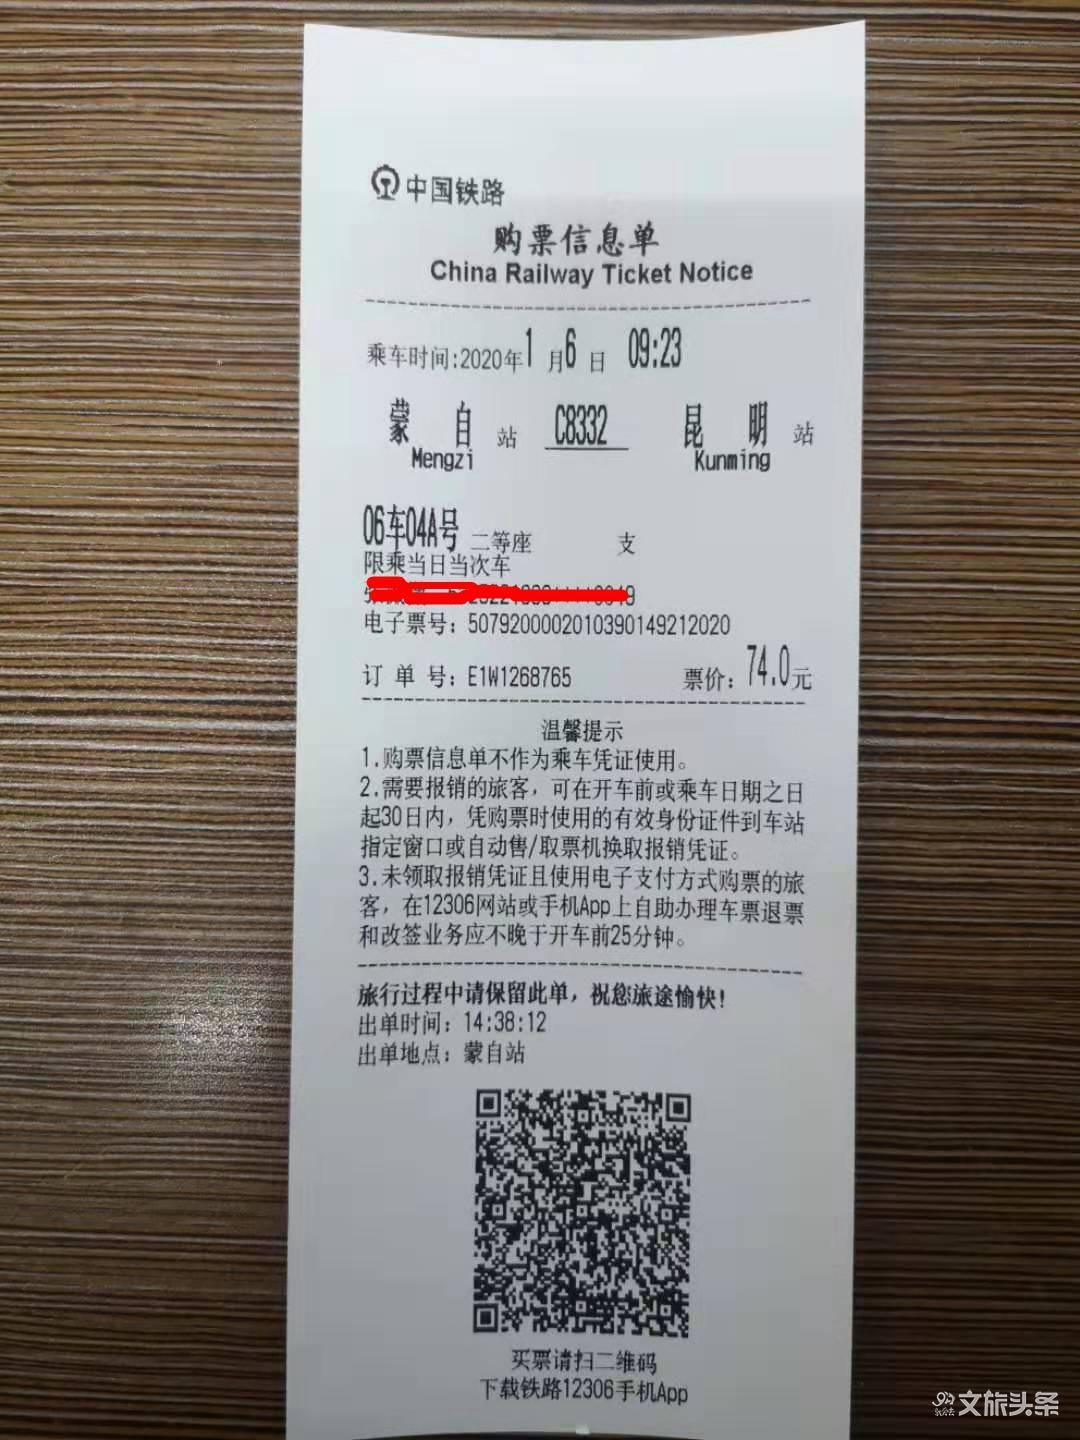 中国铁路
购票信息单
China Railway Ticket Notice
乘车时间:2020年1月6日 09:23
蒙自站 C8332 昆明站
Mengzi Kunming
06车04A号 二等座 支
限乘当日当次车
电子票号: 5079200002010390149212020
订单号: E1W1268765 票价: 74.0元
温馨提示
1.购票信息单不作为乘车凭证使用。
2.需要报销的旅客，可在开车前或乘车日期之日
起30日内，凭购票时使用的有效身份证件到车站
指定窗口或自动售/取票机换取报销凭证。
3.未领取报销凭证且使用电子支付方式购票的旅
客，在12306网站或手机App上自助办理车票退票
和改签业务应不晚于开车前25分钟。
旅行过程中请保留此单，祝您旅途愉快!
出单时间: 14:38:12
出单地点: 蒙自站
买票请扫二维码
下载铁路12306手机App
文旅头条